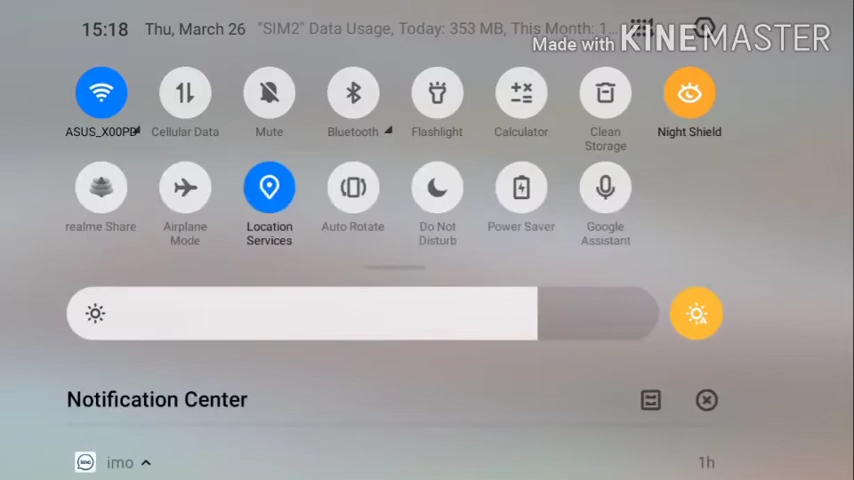 15:18 Thu, March 26 "SIM2" Data Usage, Today: 353 MB, This Month: 1...
Made with KINEMASTER
ASUS_X00PD Cellular Data Mute Bluetooth Flashlight Calculator Clean Storage Night Shield
realme Share Airplane Mode Location Services Auto Rotate Do Not Disturb Power Saver Google Assistant
Notification Center
imo 1h